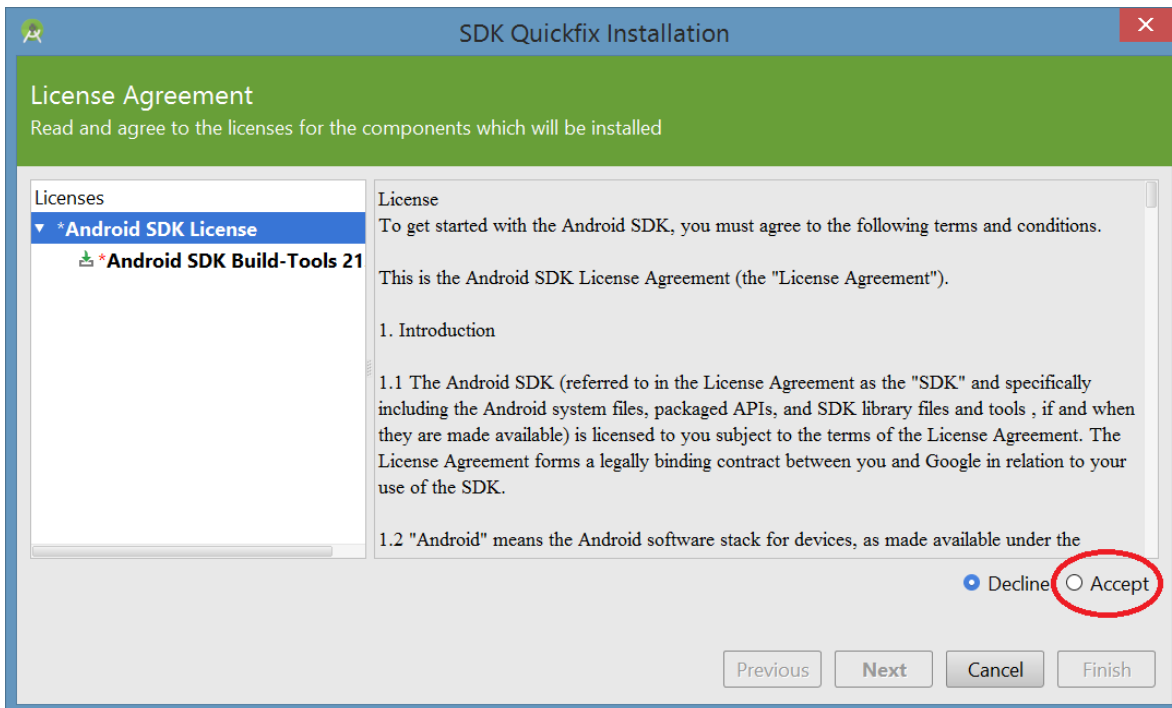 SDK Quickfix Installation
License Agreement
Read and agree to the licenses for the components which will be installed
Licenses
*Android SDK License
*Android SDK Build-Tools 21
License
To get started with the Android SDK, you must agree to the following terms and conditions.
This is the Android SDK License Agreement (the "License Agreement").
1. Introduction
1.1 The Android SDK (referred to in the License Agreement as the "SDK" and specifically
including the Android system files, packaged APIs, and SDK library files and tools , if and when
they are made available) is licensed to you subject to the terms of the License Agreement. The
License Agreement forms a legally binding contract between you and Google in relation to your
use of the SDK.
1.2 "Android" means the Android software stack for devices, as made available under the
Decline Accept
Previous Next Cancel Finish